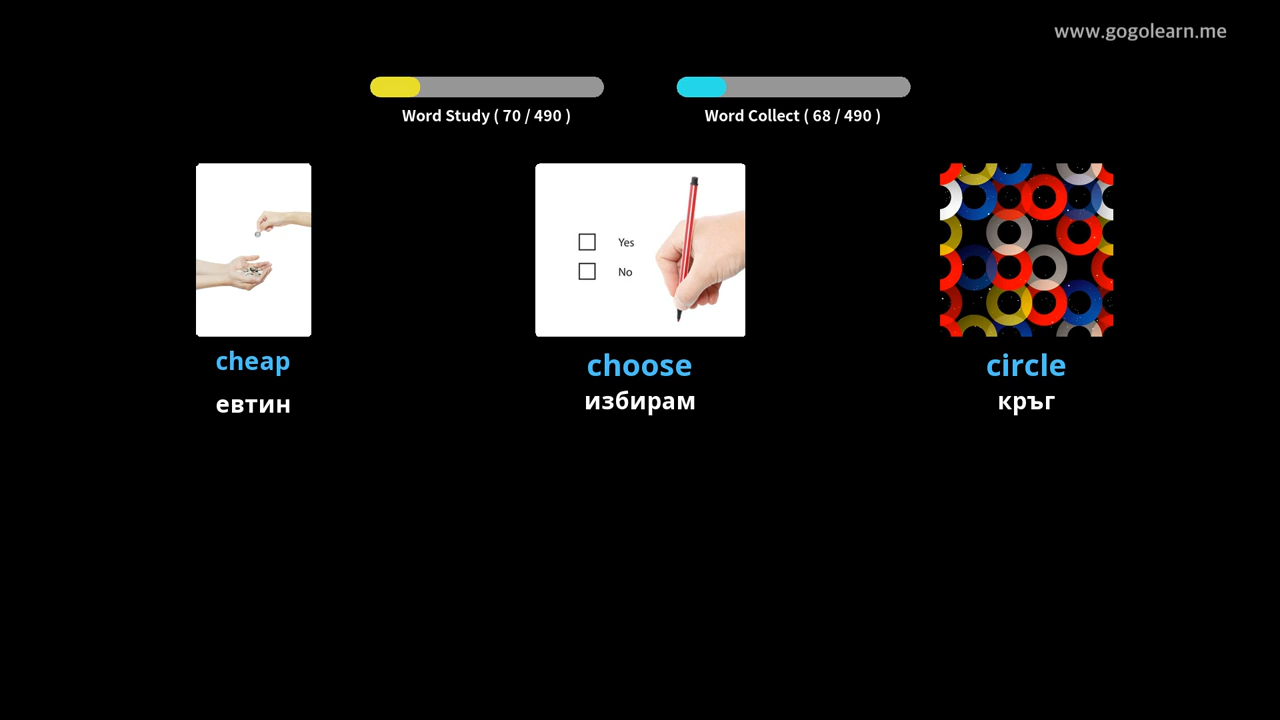 www.gogolearn.me
Word Study ( 70 / 490 )
Word Collect ( 68 / 490 )
Yes
No
cheap
евтин
choose
избирам
circle
кръг